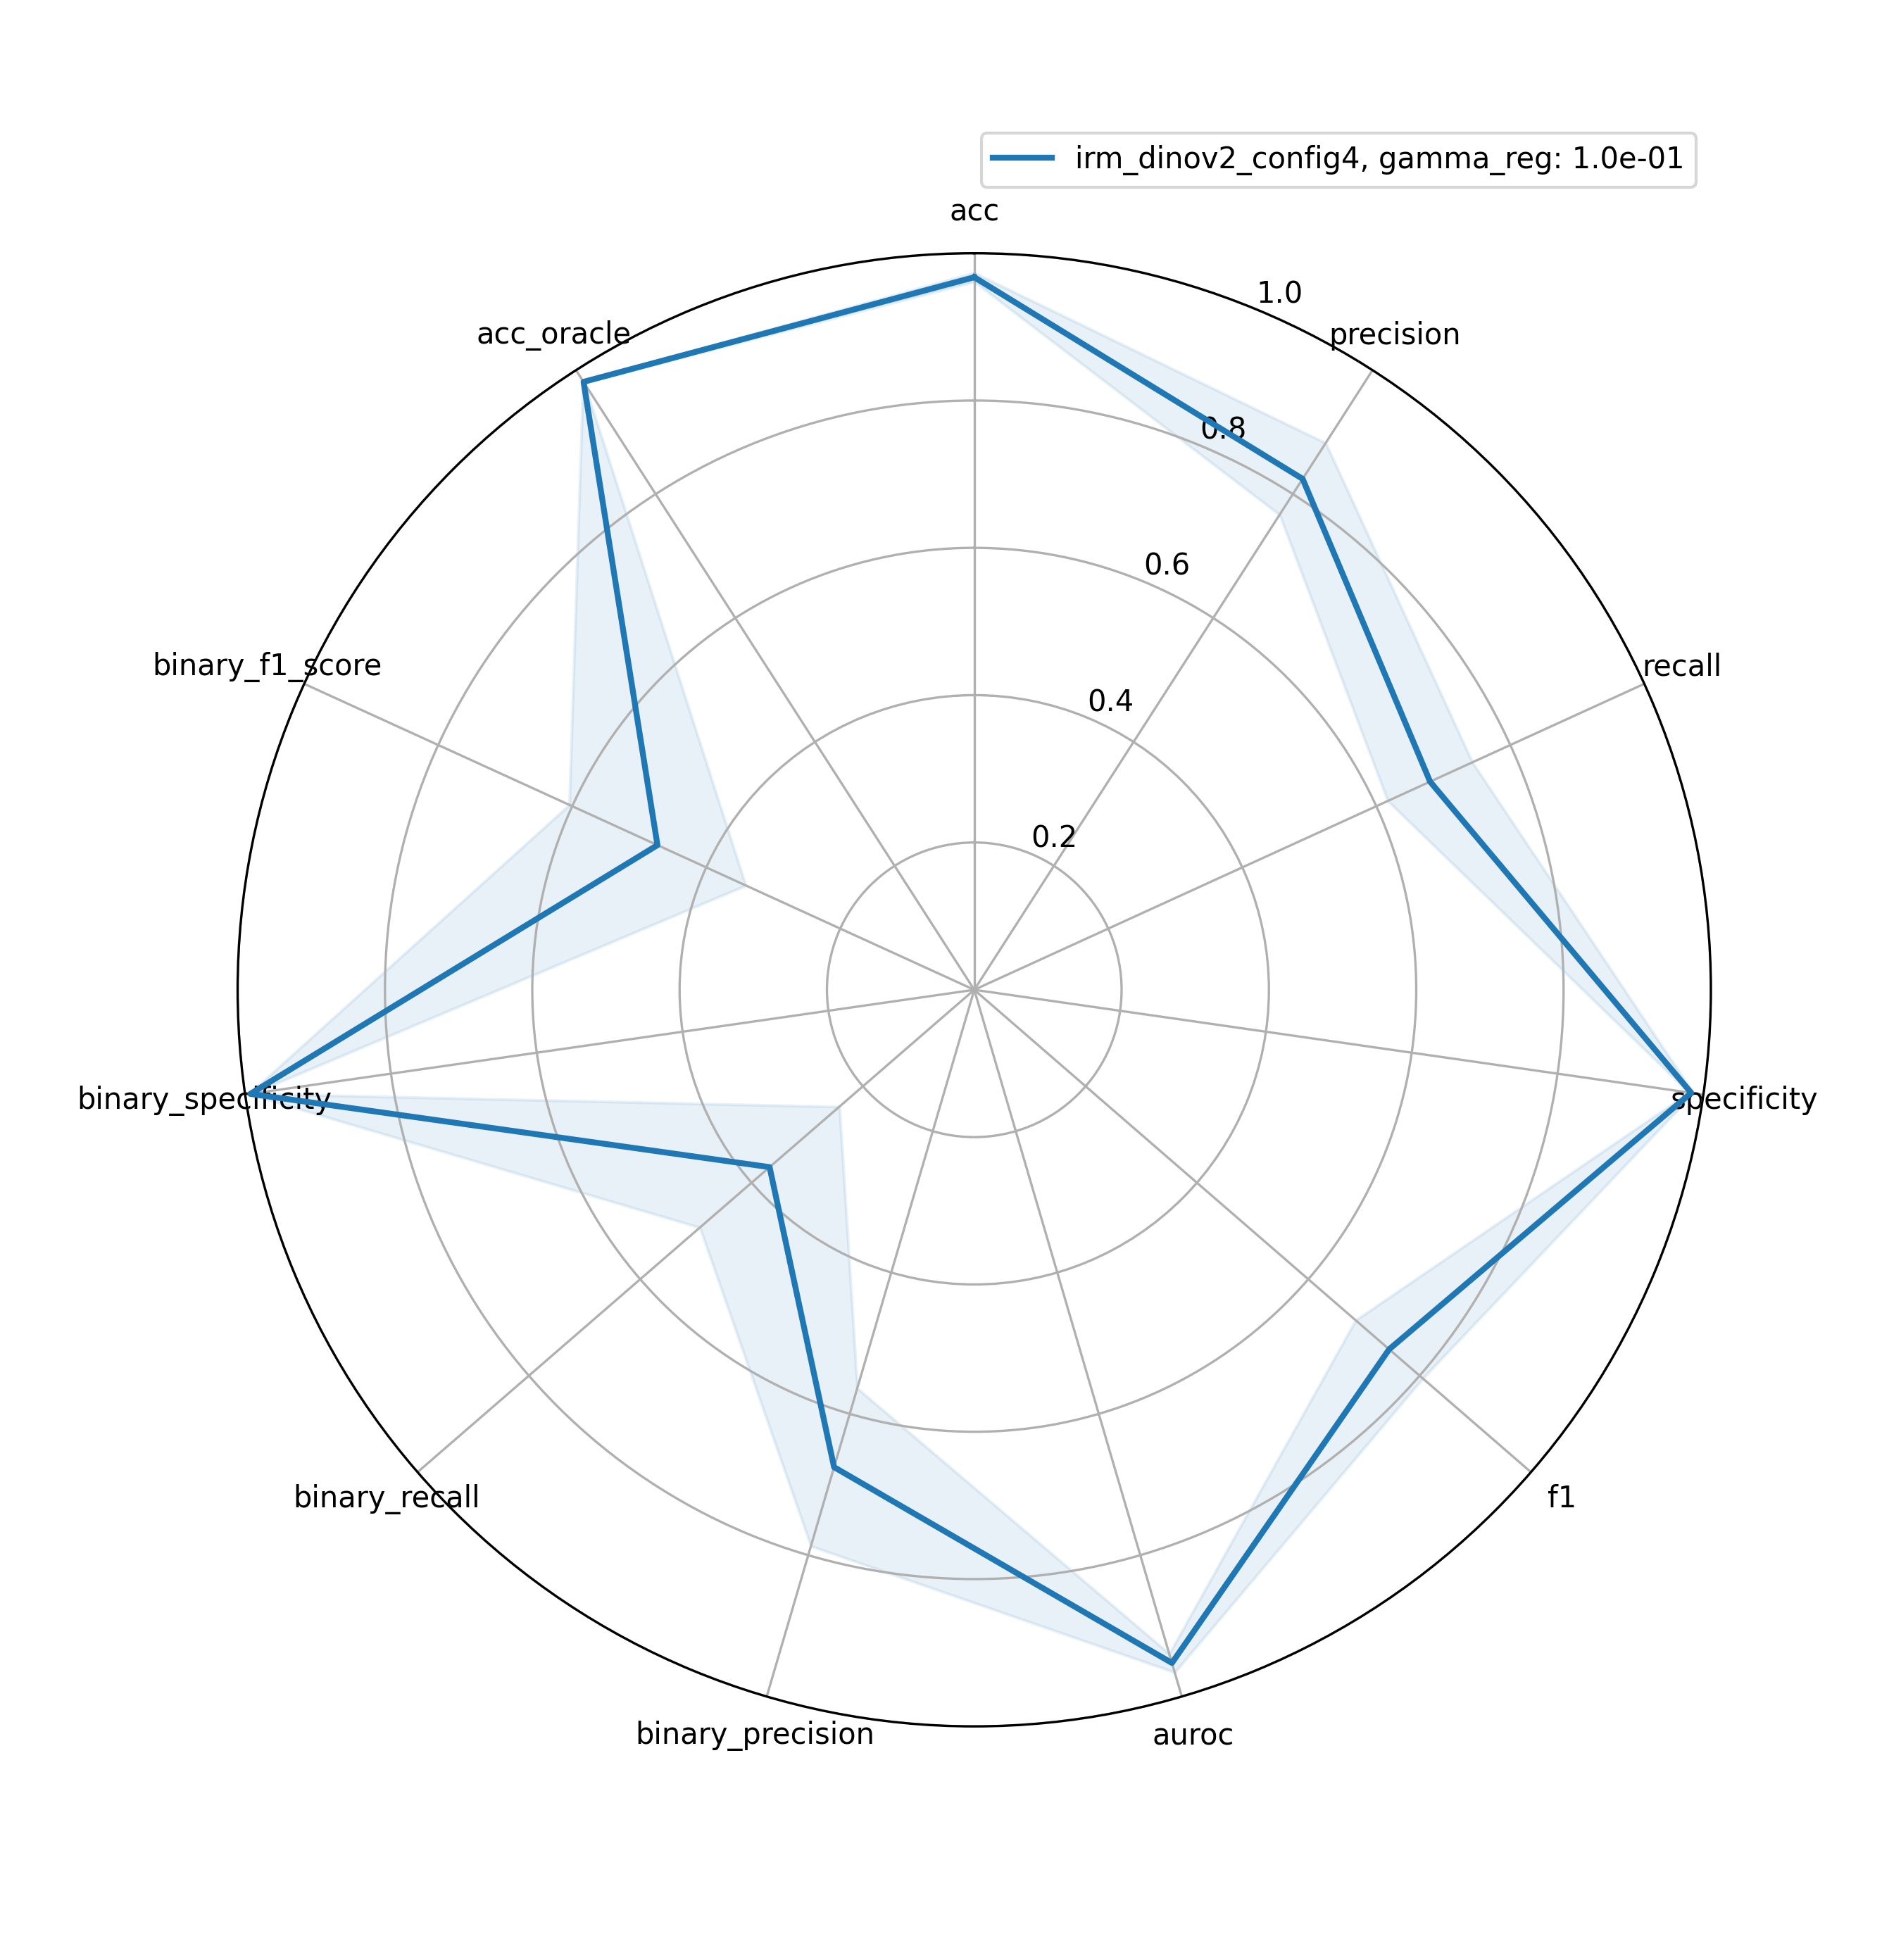 irm_dinov2_config4, gamma_reg: 1.0e-01
acc
1.0
acc_oracle
precision
0.8
0.6
binary_f1_score
recall
0.4
0.2
binary_specificity
specificity
binary_recall
f1
binary_precision
auroc